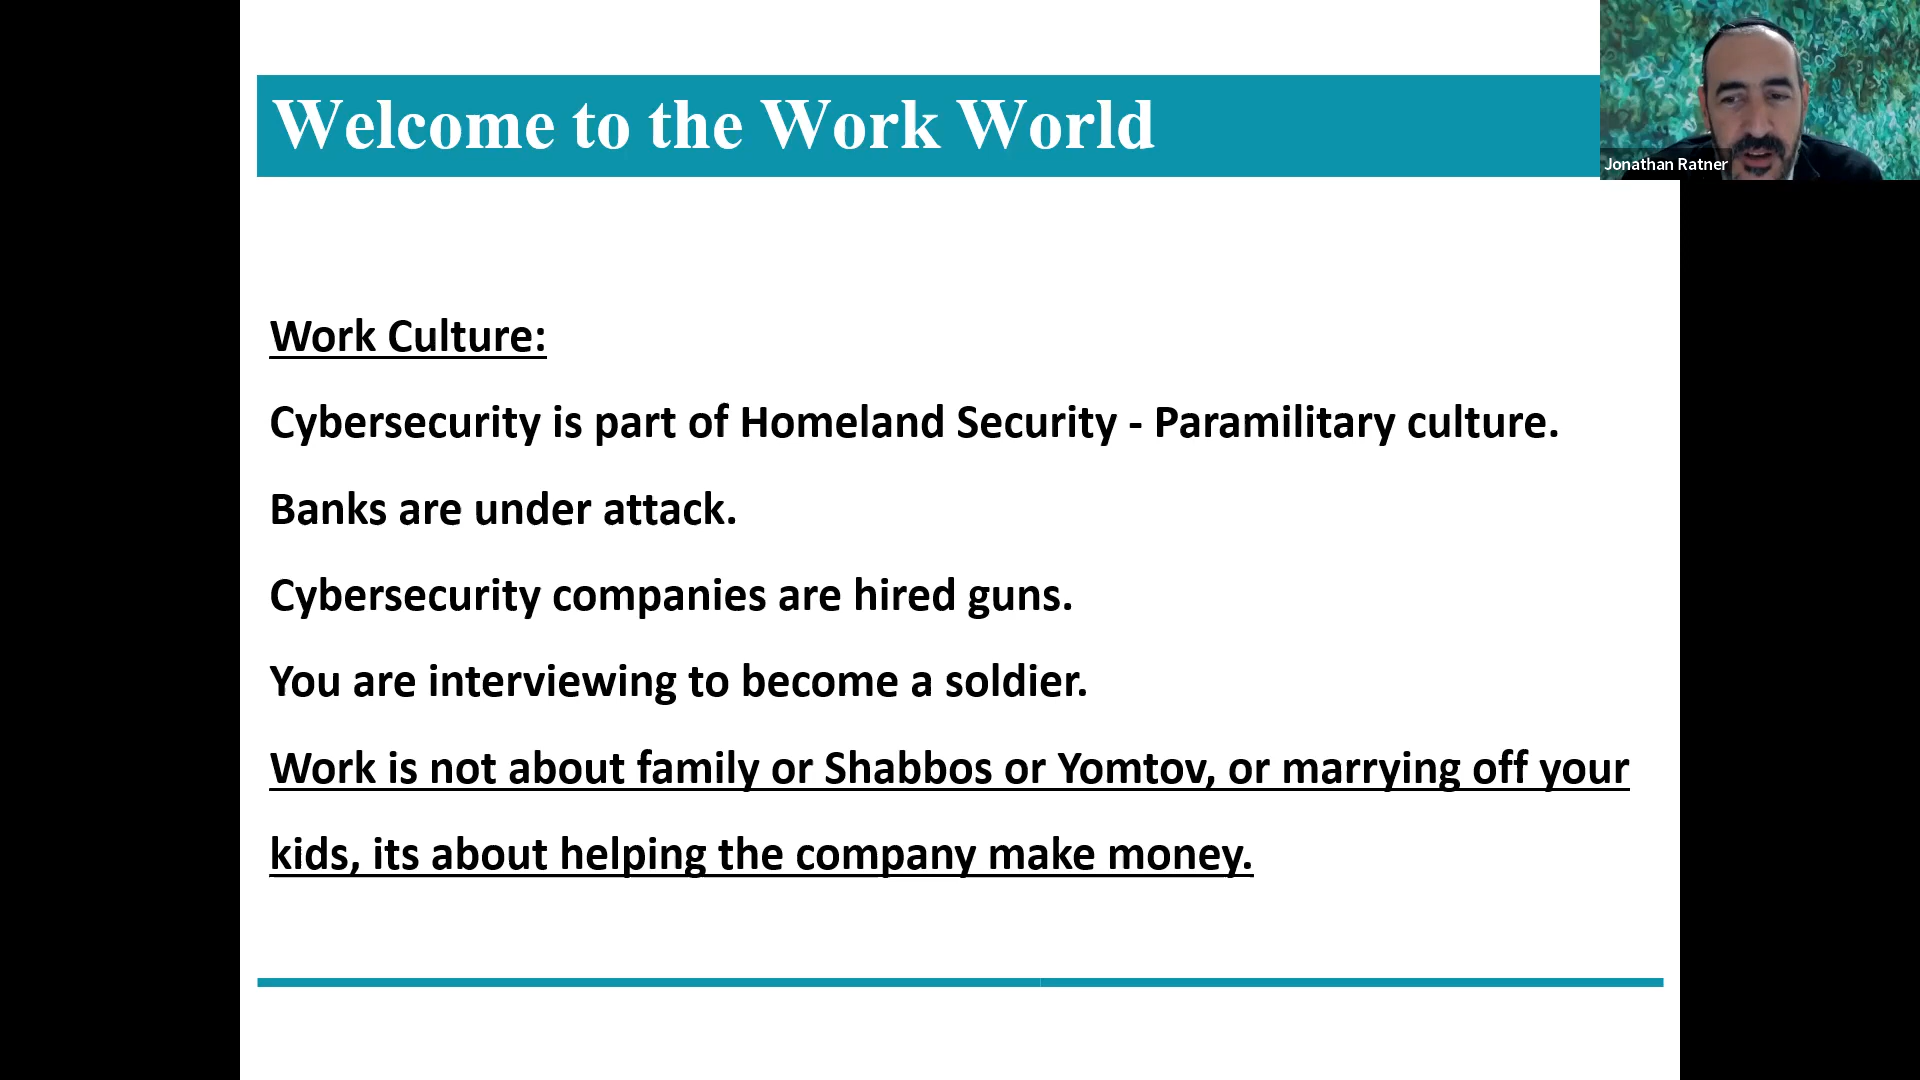 Welcome to the Work World
Jonathan Ratner
Work Culture:
Cybersecurity is part of Homeland Security - Paramilitary culture.
Banks are under attack.
Cybersecurity companies are hired guns.
You are interviewing to become a soldier.
Work is not about family or Shabbos or Yomtov, or marrying off your
kids, its about helping the company make money.